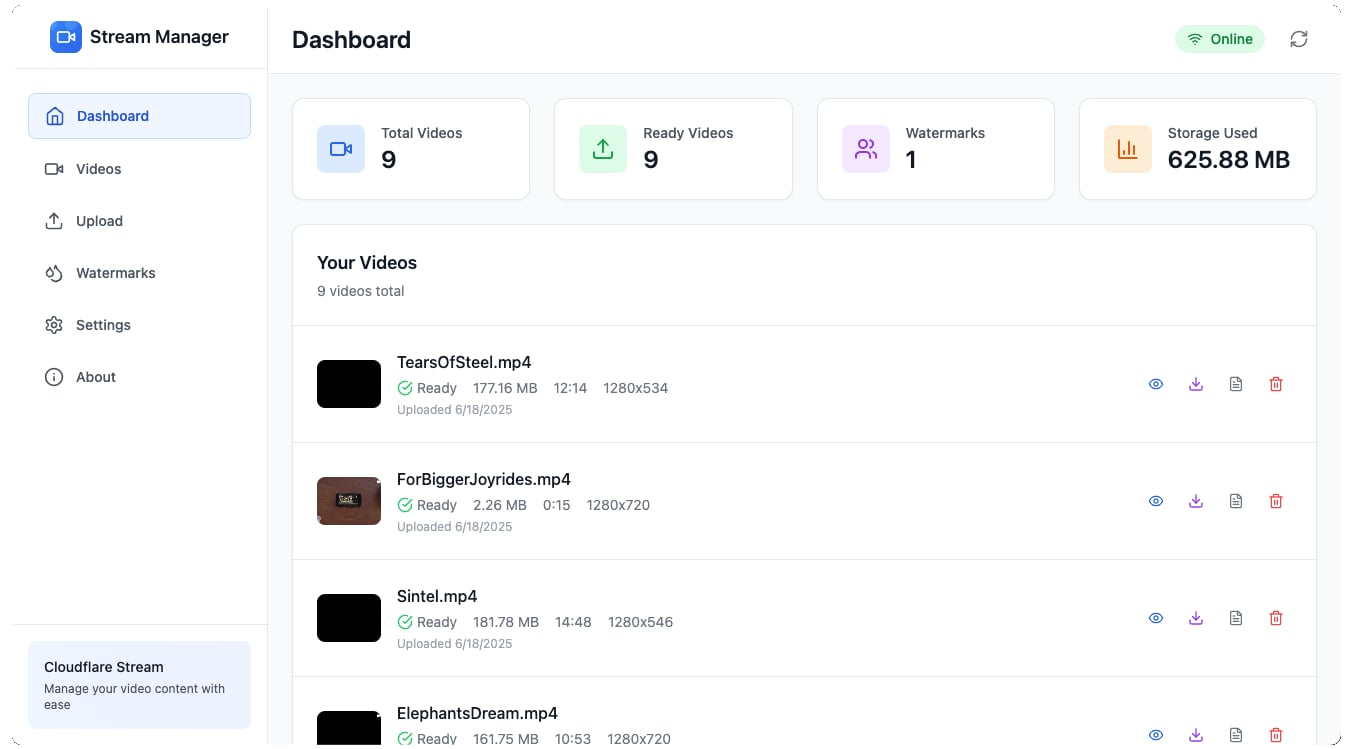 Stream Manager
Dashboard
Online
Dashboard
Videos
Upload
Watermarks
Settings
About
Cloudflare Stream
Manage your video content with
ease
Total Videos
9
Ready Videos
9
Watermarks
1
Storage Used
625.88 MB
Your Videos
9 videos total
TearsOfSteel.mp4
Ready 177.16 MB 12:14 1280x534
Uploaded 6/18/2025
ForBiggerJoyrides.mp4
Ready 2.26 MB 0:15 1280x720
Uploaded 6/18/2025
Sintel.mp4
Ready 181.78 MB 14:48 1280x546
Uploaded 6/18/2025
ElephantsDream.mp4
Ready 161.75 MB 10:53 1280x720